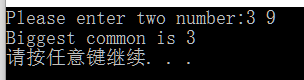 Please enter two number:3 9
Biggest common is 3
请按任意键继续. . .